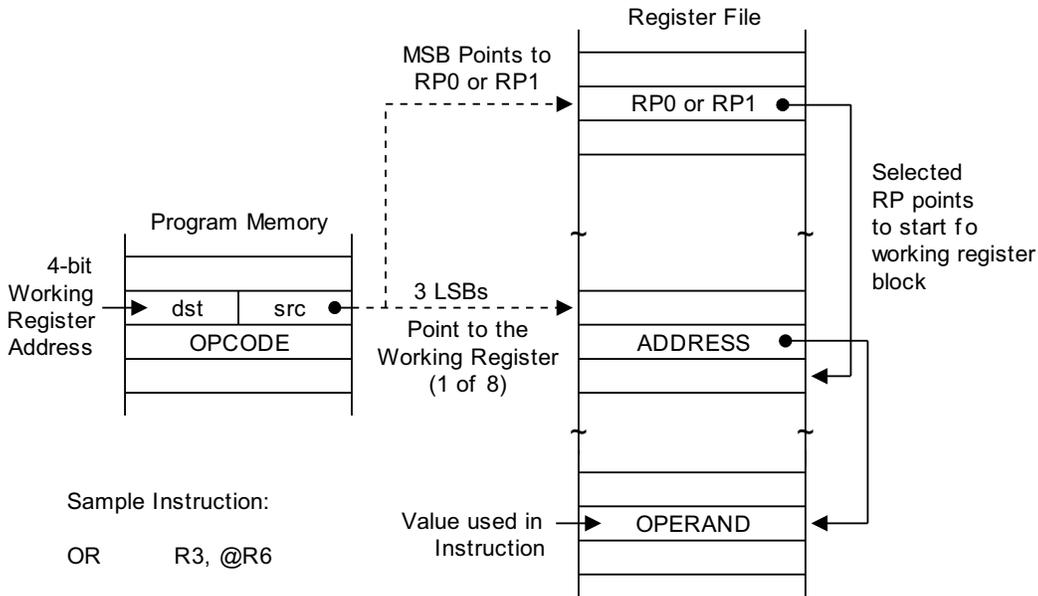 Register File
MSB Points to
RP0 or RP1
RP0 or RP1
Selected
RP points
to start fo
working register
block
Program Memory
4-bit
Working
Register
Address
dst
src
OPCODE
3 LSBs
Point to the
Working Register
(1 of 8)
ADDRESS
~
~
~
~
Sample Instruction:
OR R3, @R6
Value used in
Instruction
OPERAND